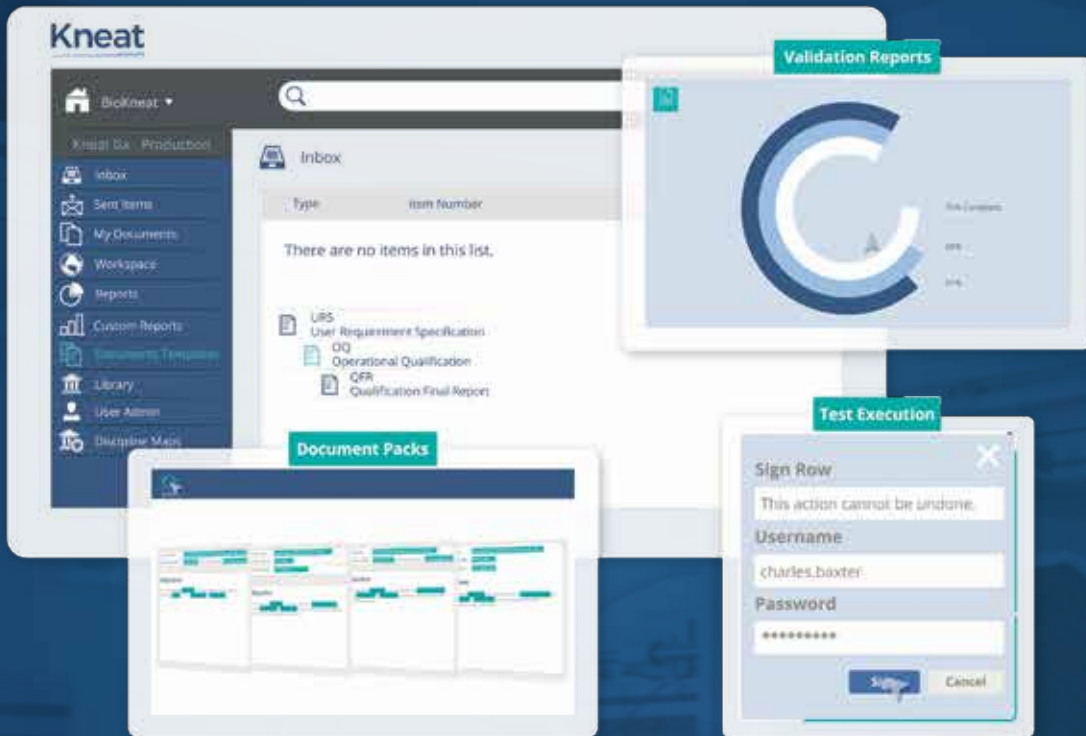 Kneat
BioKneat
Kneat Gx Production
Inbox
Sent Items
My Documents
Workspace
Reports
Custom Reports
Documents Templates
Library
User Admin
Discipline Maps
Inbox
Type Item Number
There are no items in this list.
URS
User Requirement Specification
OQ
Operational Qualification
QFR
Qualification Final Report
Validation Reports
Document Packs
Test Execution
Sign Row
This action cannot be undone.
Username
charles.baxter
Password
•••••••••
Sign Cancel